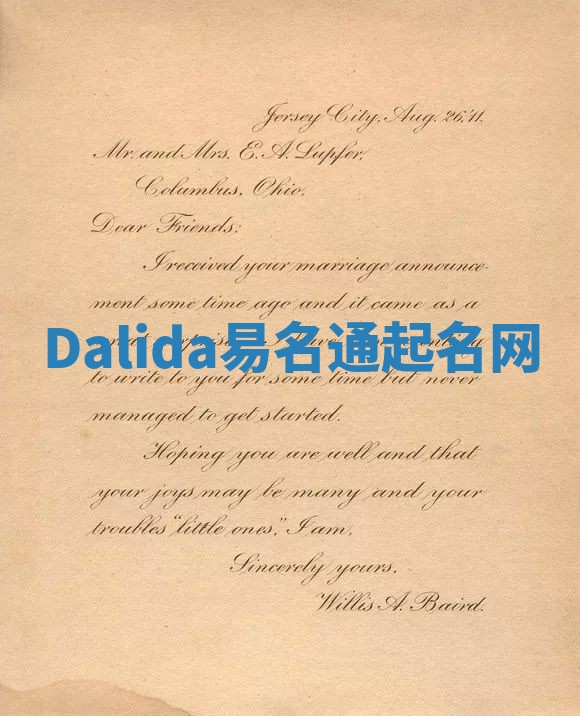 Jersey City, Aug. 26,'11.
Mr. and Mrs. E. A. Lupfer,
Columbus, Ohio.
Dear Friends:
I received your marriage announce-
ment some time ago and it came as a
Dalida易名通起名网
to write to you for some time but never
managed to get started.
Hoping you are well and that
your joys may be many and your
troubles "little ones," I am,
Sincerely yours,
Willis A. Baird.